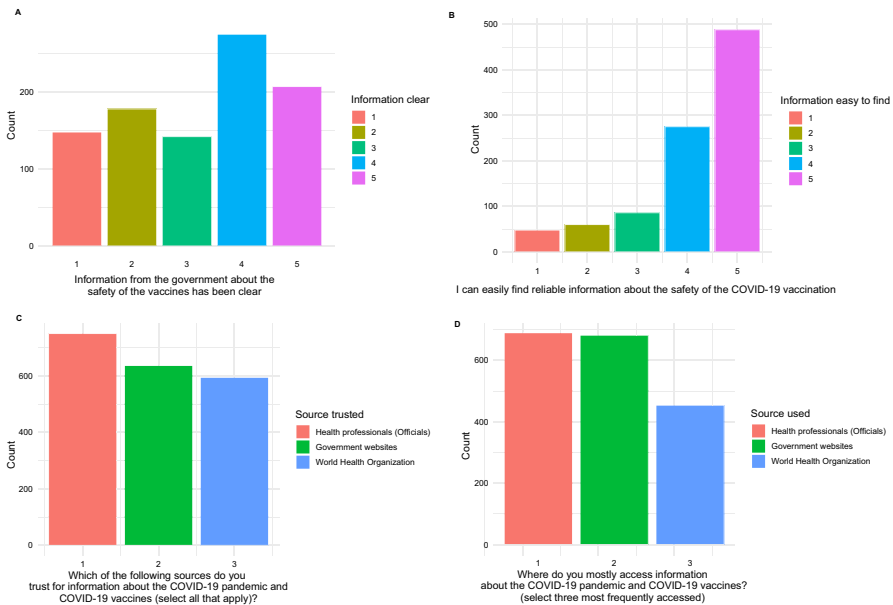 A
Count
200
100
0
1 2 3 4 5
Information from the government about the
safety of the vaccines has been clear
Information clear
1
2
3
4
5
B
Count
500
400
300
200
100
0
1 2 3 4 5
I can easily find reliable information about the safety of the COVID-19 vaccination
Information easy to find
1
2
3
4
5
C
Count
600
400
200
0
1 2 3
Which of the following sources do you
trust for information about the COVID-19 pandemic and
COVID-19 vaccines (select all that apply)?
Source trusted
Health professionals (Officials)
Government websites
World Health Organization
D
Count
600
400
200
0
1 2 3
Where do you mostly access information
about the COVID-19 pandemic and COVID-19 vaccines?
(select three most frequently accessed)
Source used
Health professionals (Officials)
Government websites
World Health Organization